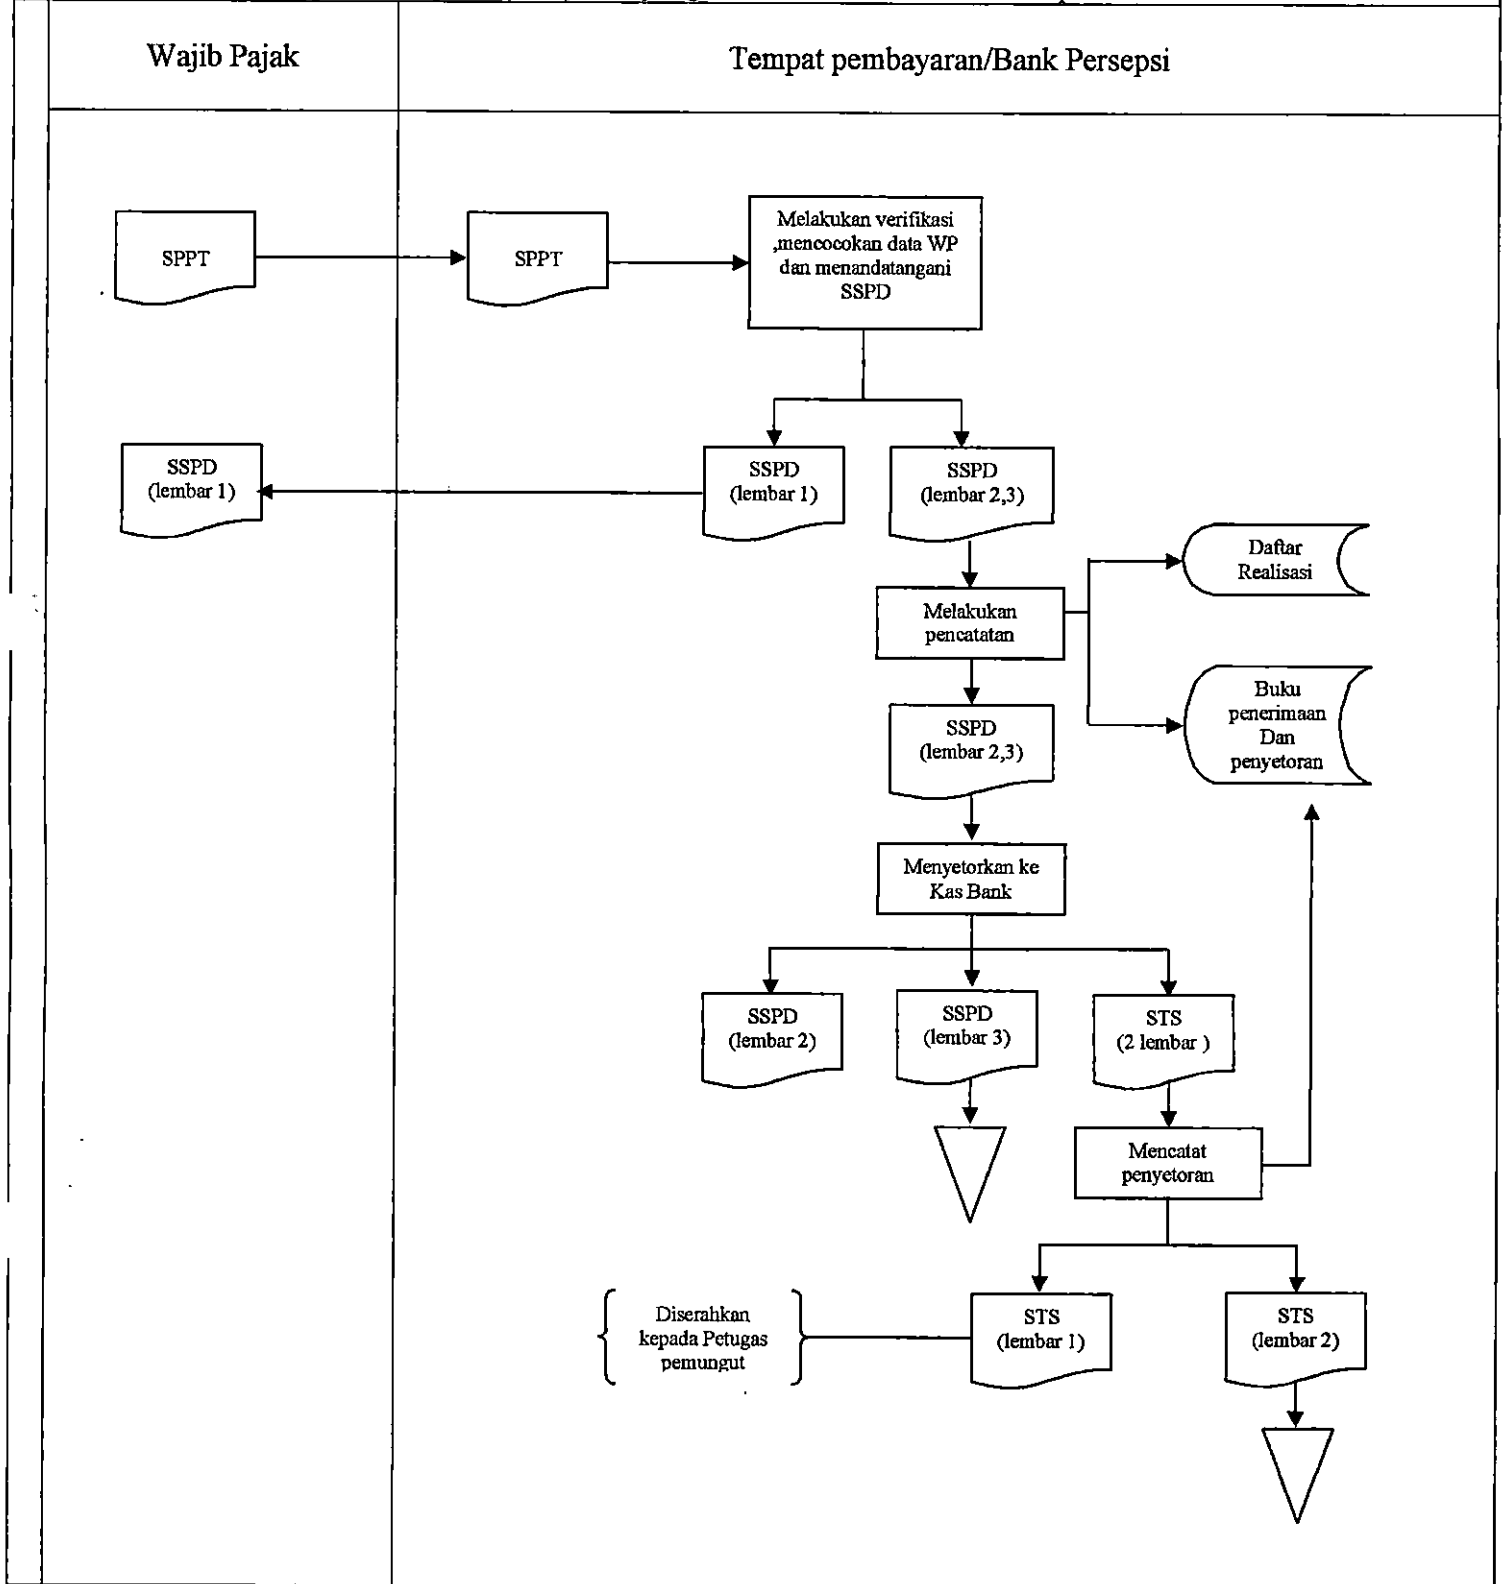 Wajib Pajak
Tempat pembayaran/Bank Persepsi
SPPT
SPPT
Melakukan verifikasi
,mencocokan data WP
dan menandatangani
SSPD
SSPD
(lembar 1)
SSPD
(lembar 1)
SSPD
(lembar 2,3)
Daftar
Realisasi
Melakukan
pencatatan
Buku
penerimaan
Dan
penyetoran
SSPD
(lembar 2,3)
Menyetorkan ke
Kas Bank
SSPD
(lembar 2)
SSPD
(lembar 3)
STS
(2 lembar )
Mencatat
penyetoran
Diserahkan
kepada Petugas
pemungut
STS
(lembar 1)
STS
(lembar 2)